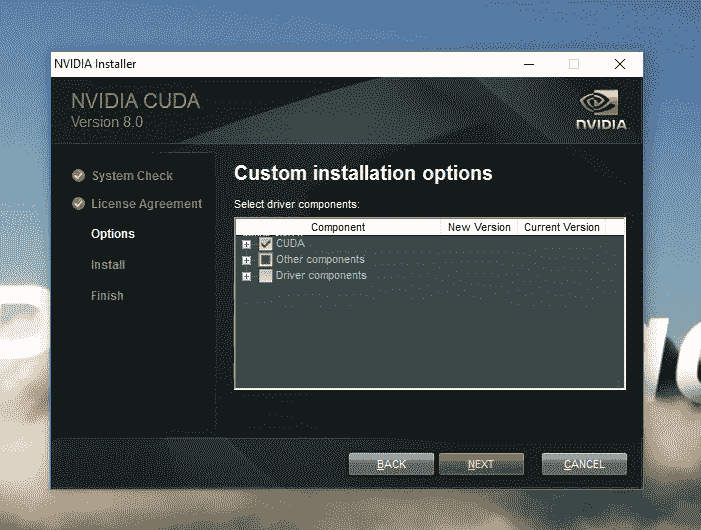 NVIDIA Installer
NVIDIA CUDA
Version 8.0
NVIDIA
System Check
License Agreement
Options
Install
Finish
Custom installation options
Select driver components:
Component New Version Current Version
CUDA
Other components
Driver components
BACK NEXT CANCEL